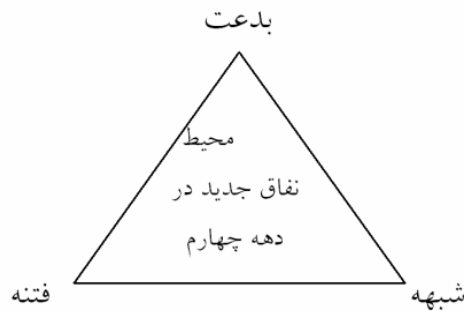 بدعت
محیط
نفاق جدید در
دهه چهارم
شبهه
فتنه